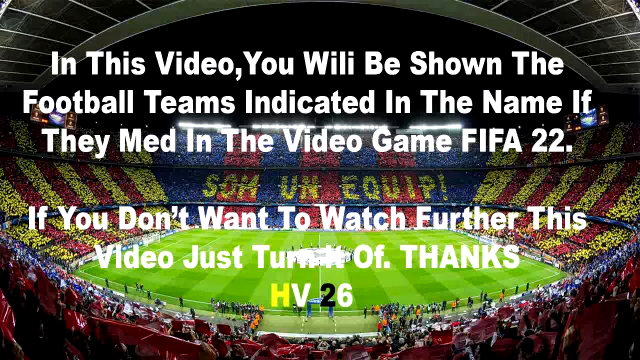 In This Video,You Wili Be Shown The
Football Teams Indicated In The Name If
They Med In The Video Game FIFA 22.
SOM UN EQUIP!
If You Don't Want To Watch Further This
Video Just Turn It Of. THANKS
HV 26